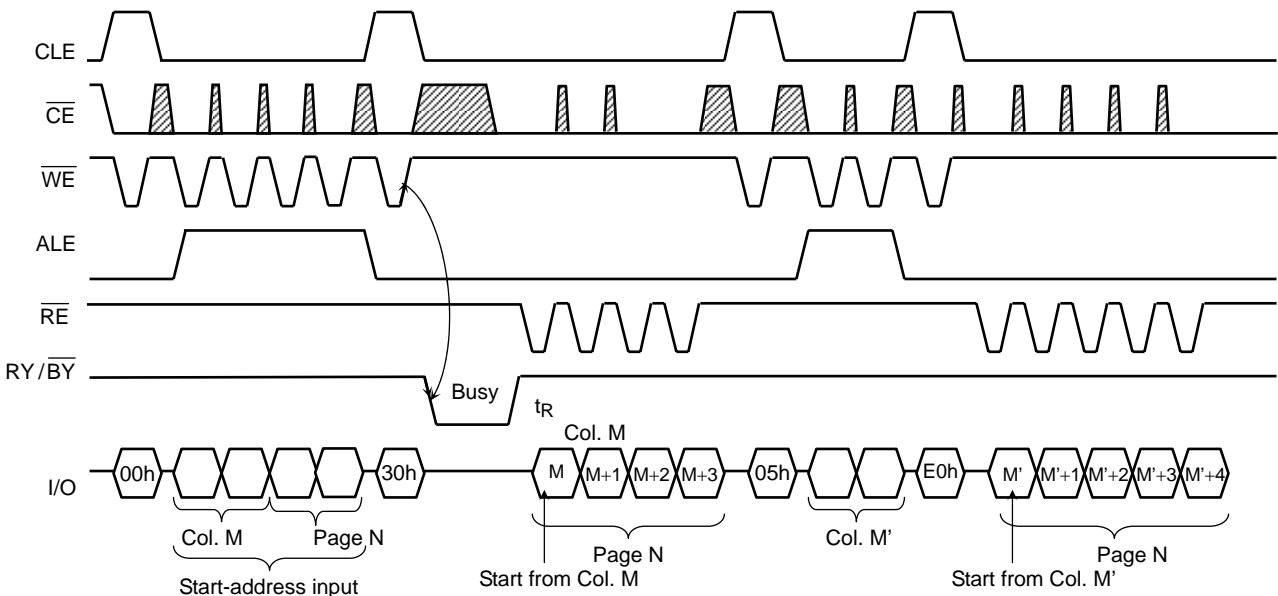 CLE
CE
WE
ALE
RE
RY/BY
Busy
tR
Col. M
I/O
00h
30h
M
M+1
M+2
M+3
05h
E0h
M'
M'+1
M'+2
M'+3
M'+4
Col. M
Page N
Start-address input
Page N
Start from Col. M
Col. M'
Page N
Start from Col. M'